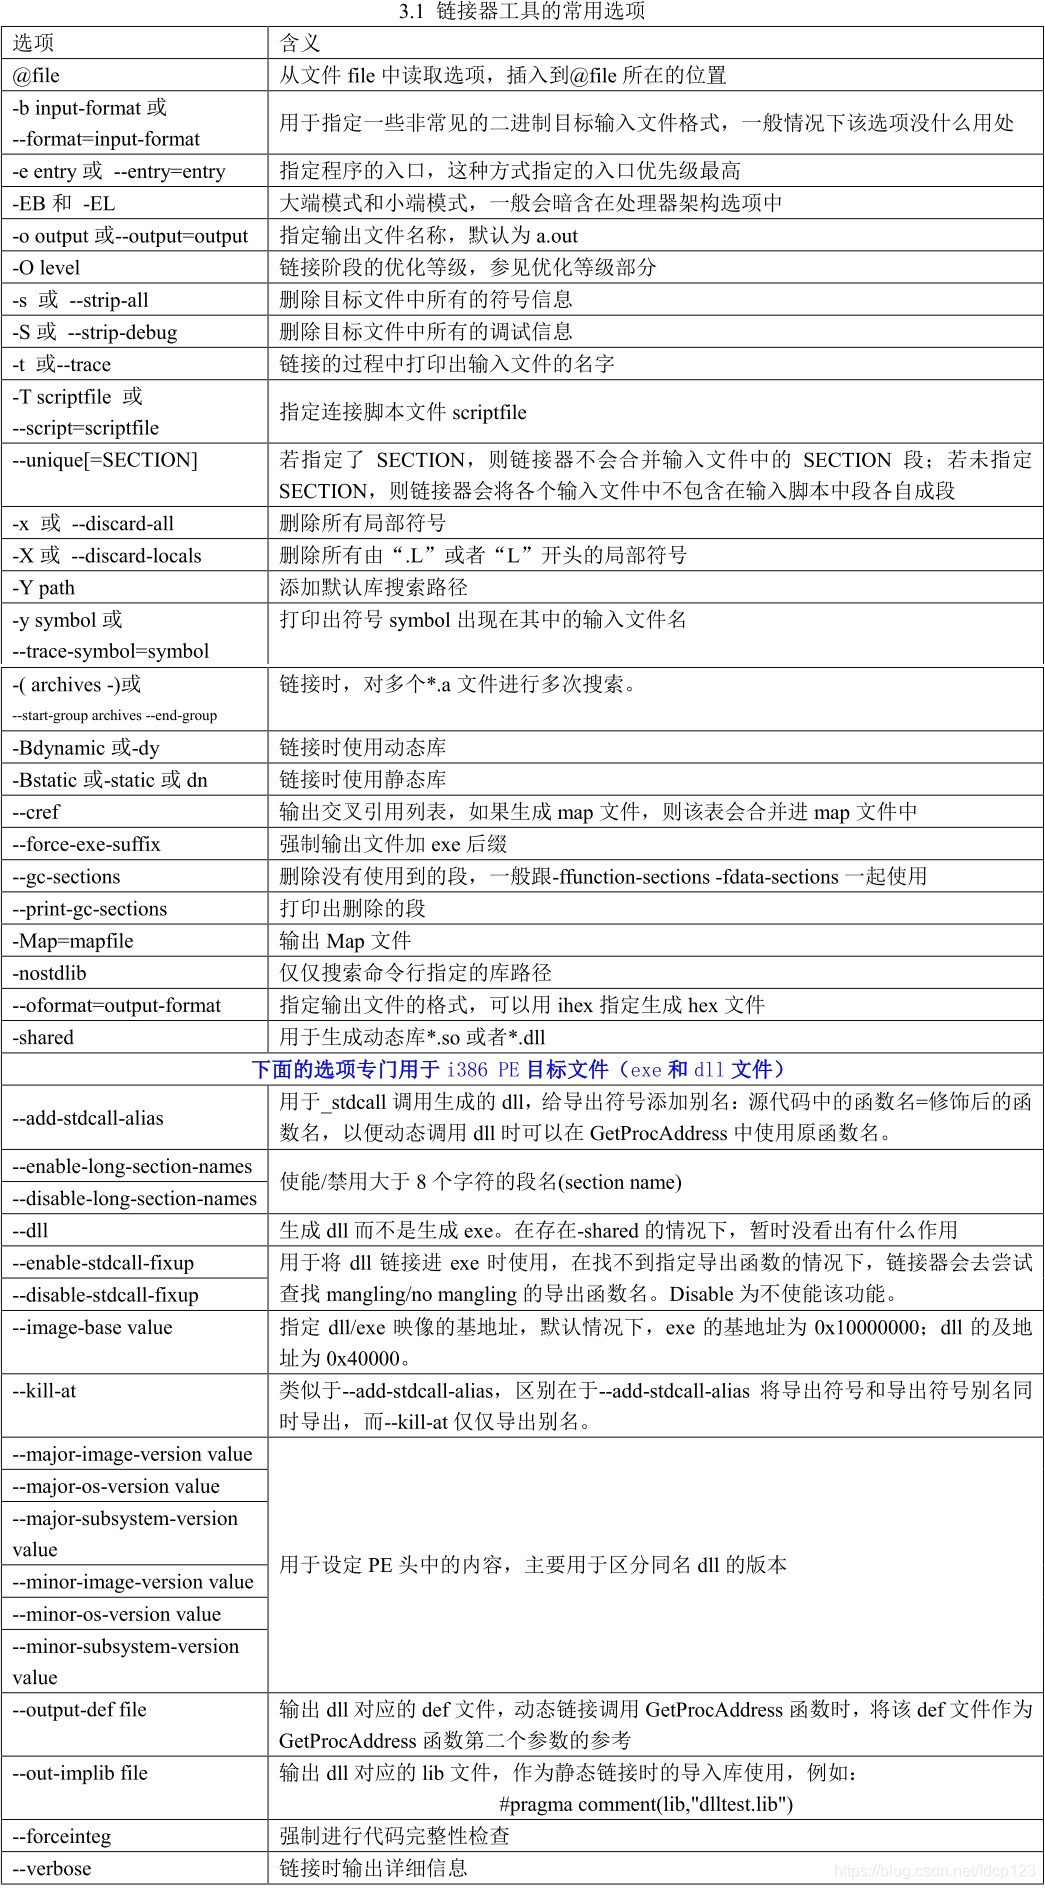 3.1 链接器工具的常用选项
选项
含义
@file
从文件 file 中读取选项，插入到@file 所在的位置
-b input-format 或
--format=input-format
用于指定一些非常见的二进制目标输入文件格式，一般情况下该选项没什么用处
-e entry 或 --entry=entry
指定程序的入口，这种方式指定的入口优先级最高
-EB 和 -EL
大端模式和小端模式，一般会暗含在处理器架构选项中
-o output 或--output=output
指定输出文件名称，默认为 a.out
-O level
链接阶段的优化等级，参见优化等级部分
-s 或 --strip-all
删除目标文件中所有的符号信息
-S 或 --strip-debug
删除目标文件中所有的调试信息
-t 或--trace
链接的过程中打印出输入文件的名字
-T scriptfile 或
--script=scriptfile
指定连接脚本文件 scriptfile
--unique[=SECTION]
若指定了 SECTION，则链接器不会合并输入文件中的 SECTION 段；若未指定
SECTION，则链接器会将各个输入文件中不包含在输入脚本中段各自成段
-x 或 --discard-all
删除所有局部符号
-X 或 --discard-locals
删除所有由“.L”或者“L”开头的局部符号
-Y path
添加默认库搜索路径
-y symbol 或
--trace-symbol=symbol
打印出符号 symbol 出现在其中的输入文件名
-( archives -)或
--start-group archives --end-group
链接时，对多个*.a 文件进行多次搜索。
-Bdynamic 或-dy
链接时使用动态库
-Bstatic 或-static 或 dn
链接时使用静态库
--cref
输出交叉引用列表，如果生成 map 文件，则该表会合并进 map 文件中
--force-exe-suffix
强制输出文件加 exe 后缀
--gc-sections
删除没有使用到的段，一般跟-ffunction-sections -fdata-sections 一起使用
--print-gc-sections
打印出删除的段
-Map=mapfile
输出 Map 文件
-nostdlib
仅仅搜索命令行指定的库路径
--oformat=output-format
指定输出文件的格式，可以用 ihex 指定生成 hex 文件
-shared
用于生成动态库*.so 或者*.dll
下面的选项专门用于 i386 PE 目标文件（exe 和 dll 文件）
--add-stdcall-alias
用于_stdcall 调用生成的 dll，给导出符号添加别名：源代码中的函数名=修饰后的函
数名，以便动态调用 dll 时可以在 GetProcAddress 中使用原函数名。
--enable-long-section-names
--disable-long-section-names
使能/禁用大于 8 个字符的段名(section name)
--dll
生成 dll 而不是生成 exe。在存在-shared 的情况下，暂时没看出有什么作用
--enable-stdcall-fixup
--disable-stdcall-fixup
用于将 dll 链接进 exe 时使用，在找不到指定导出函数的情况下，链接器会去尝试
查找 mangling/no mangling 的导出函数名。Disable 为不使能该功能。
--image-base value
指定 dll/exe 映像的基地址，默认情况下，exe 的基地址为 0x10000000；dll 的及地
址为 0x40000。
--kill-at
类似于--add-stdcall-alias，区别在于--add-stdcall-alias 将导出符号和导出符号别名同
时导出，而--kill-at 仅仅导出别名。
--major-image-version value
--major-os-version value
--major-subsystem-version
value
--minor-image-version value
--minor-os-version value
--minor-subsystem-version
value
用于设定 PE 头中的内容，主要用于区分同名 dll 的版本
--output-def file
输出 dll 对应的 def 文件，动态链接调用 GetProcAddress 函数时，将该 def 文件作为
GetProcAddress 函数第二个参数的参考
--out-implib file
输出 dll 对应的 lib 文件，作为静态链接时的导入库使用，例如：
#pragma comment(lib,"dlltest.lib")
--forceinteg
强制进行代码完整性检查
--verbose
链接时输出详细信息
https://blog.csdn.net/fdcp123